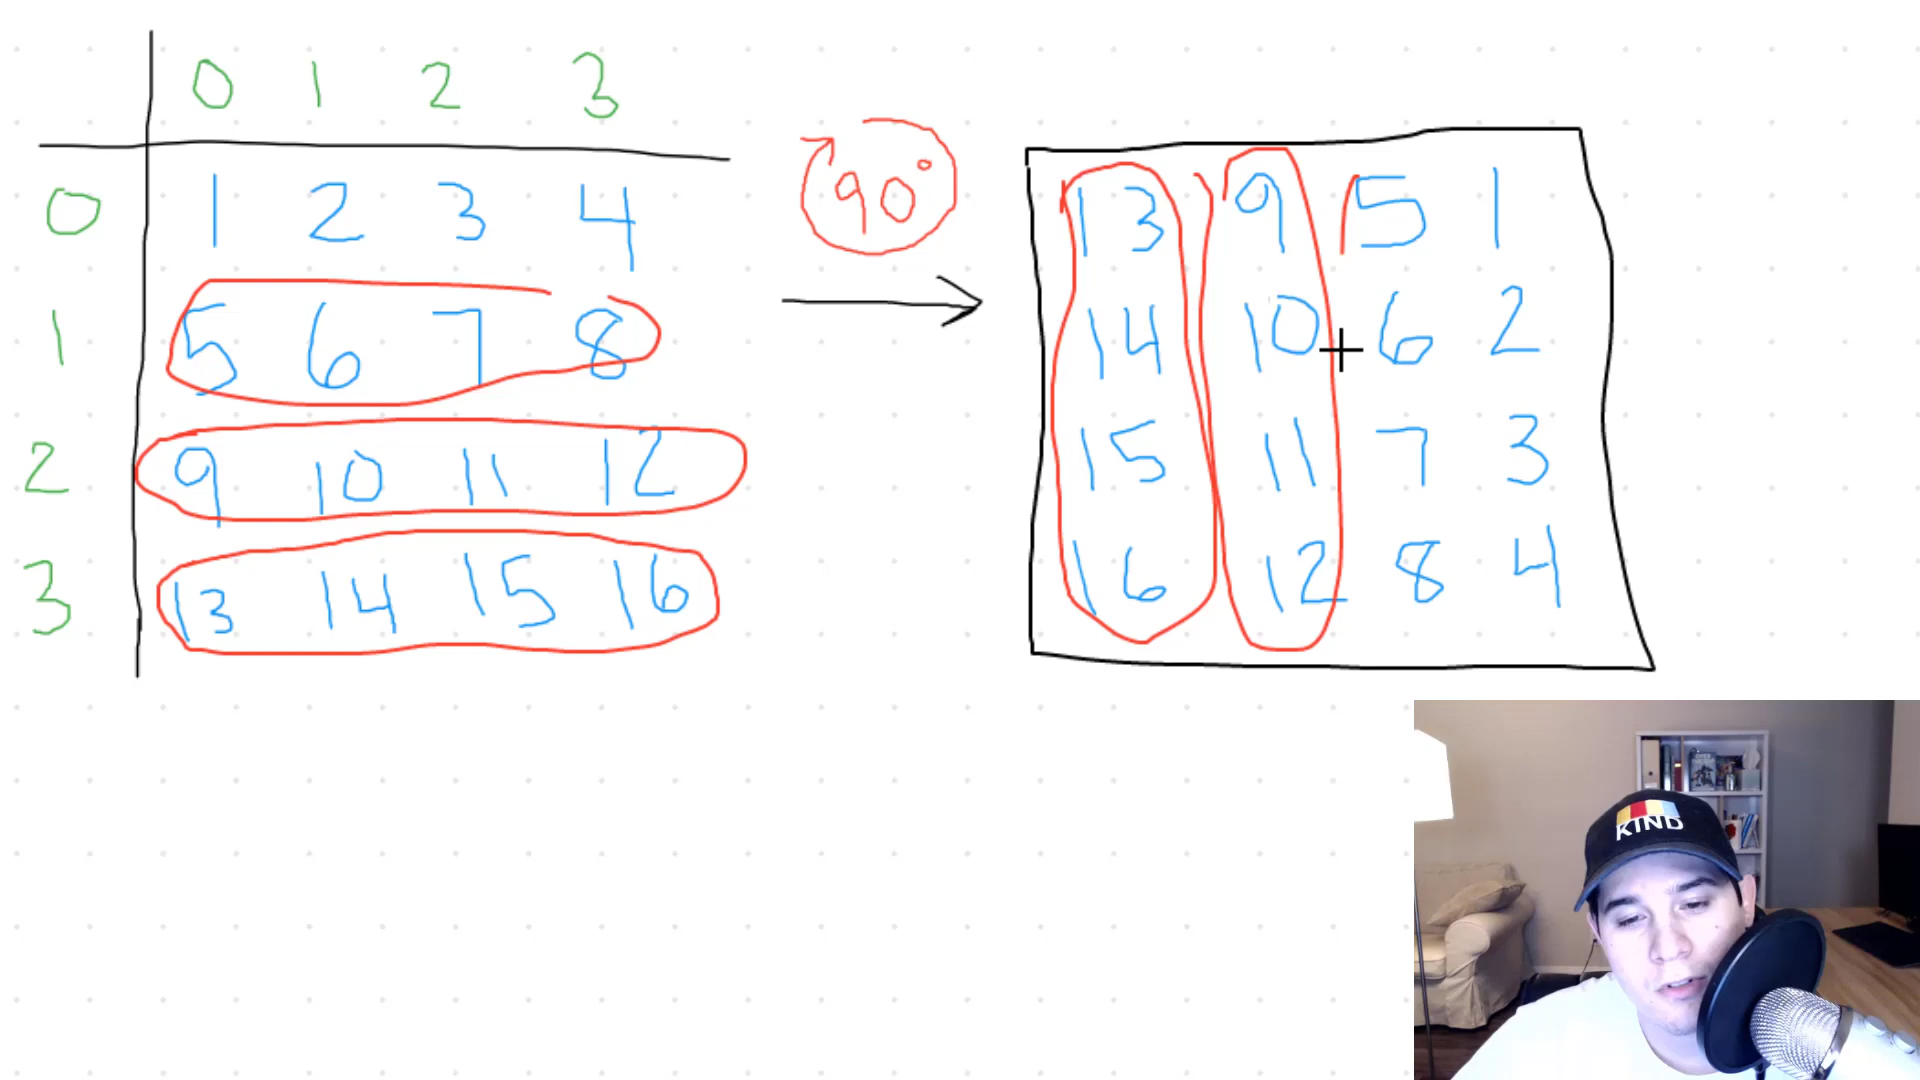 0 1 2 3
0 1 2 3 4
1 5 6 7 8
2 9 10 11 12
3 13 14 15 16
90°
13 9 5 1
14 10 6 2
15 11 7 3
16 12 8 4
KIND